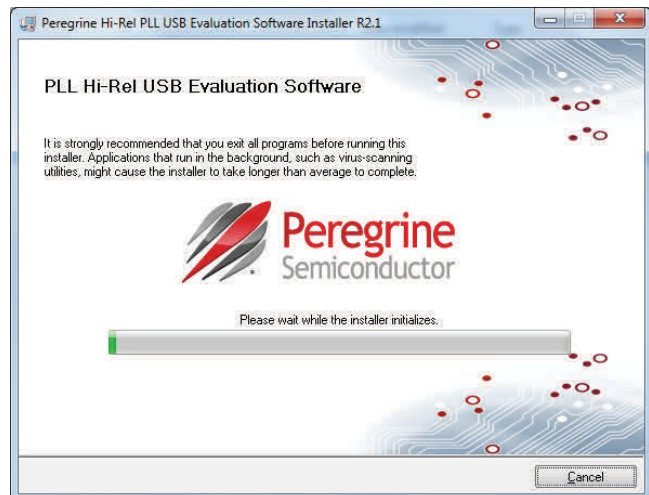 Peregrine Hi-Rel PLL USB Evaluation Software Installer R2.1
PLL Hi-Rel USB Evaluation Software
It is strongly recommended that you exit all programs before running this
installer. Applications that run in the background, such as virus-scanning
utilities, might cause the installer to take longer than average to complete.
Peregrine
Semiconductor
Please wait while the installer initializes.
Cancel